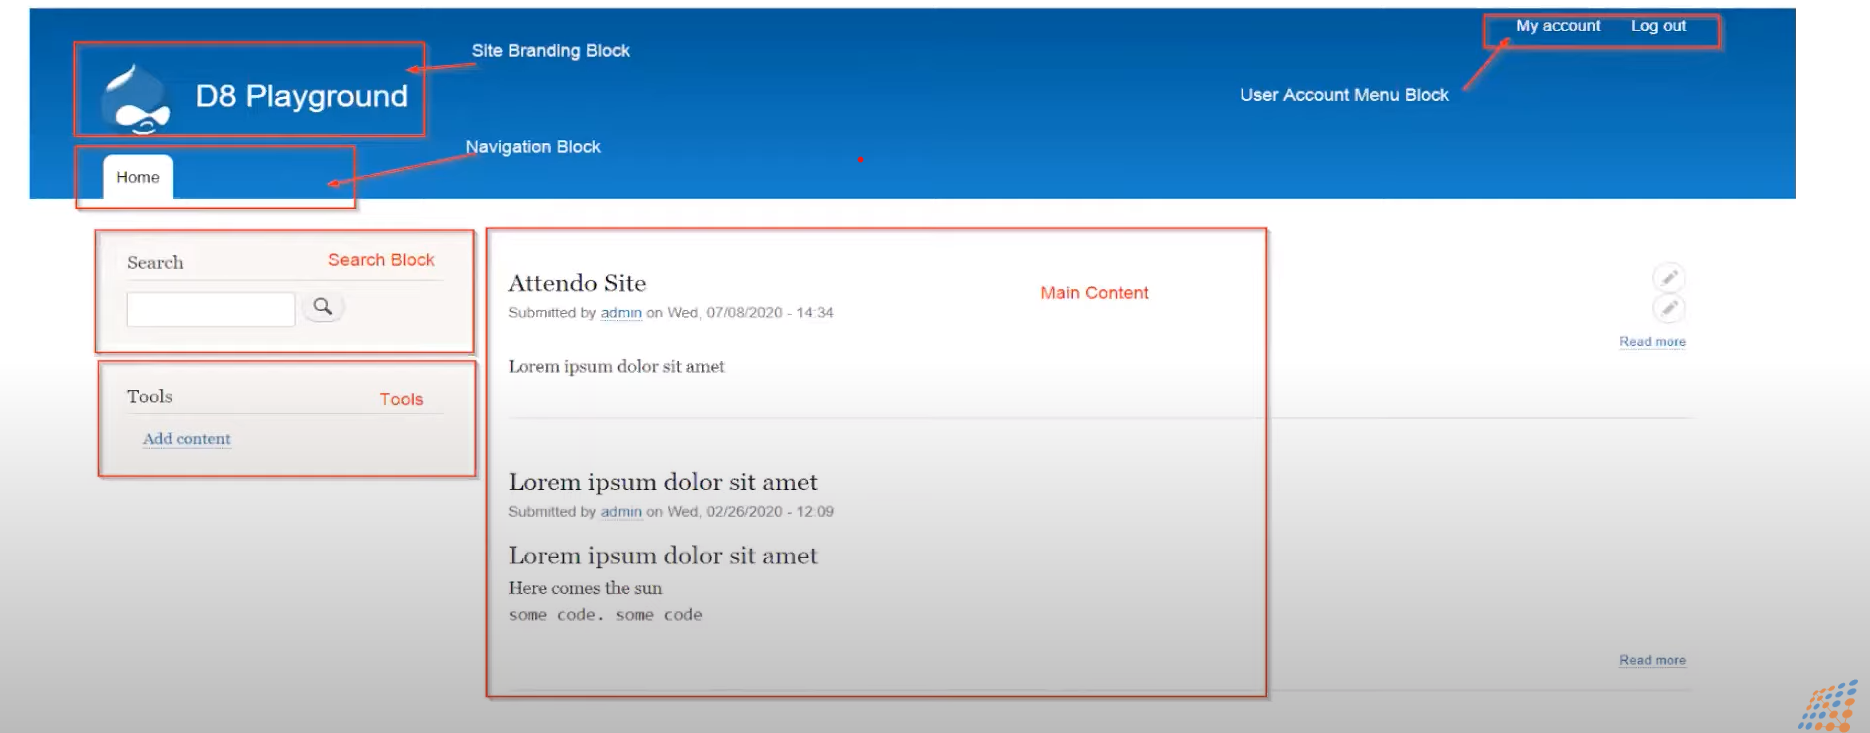 My account Log out
Site Branding Block
D8 Playground
User Account Menu Block
Navigation Block
Home
Search
Search Block
Tools
Tools
Add content
Attendo Site
Main Content
Submitted by admin on Wed, 07/08/2020 - 14:34
Read more
Lorem ipsum dolor sit amet
Lorem ipsum dolor sit amet
Submitted by admin on Wed, 02/26/2020 - 12:09
Lorem ipsum dolor sit amet
Here comes the sun
some code. some code
Read more